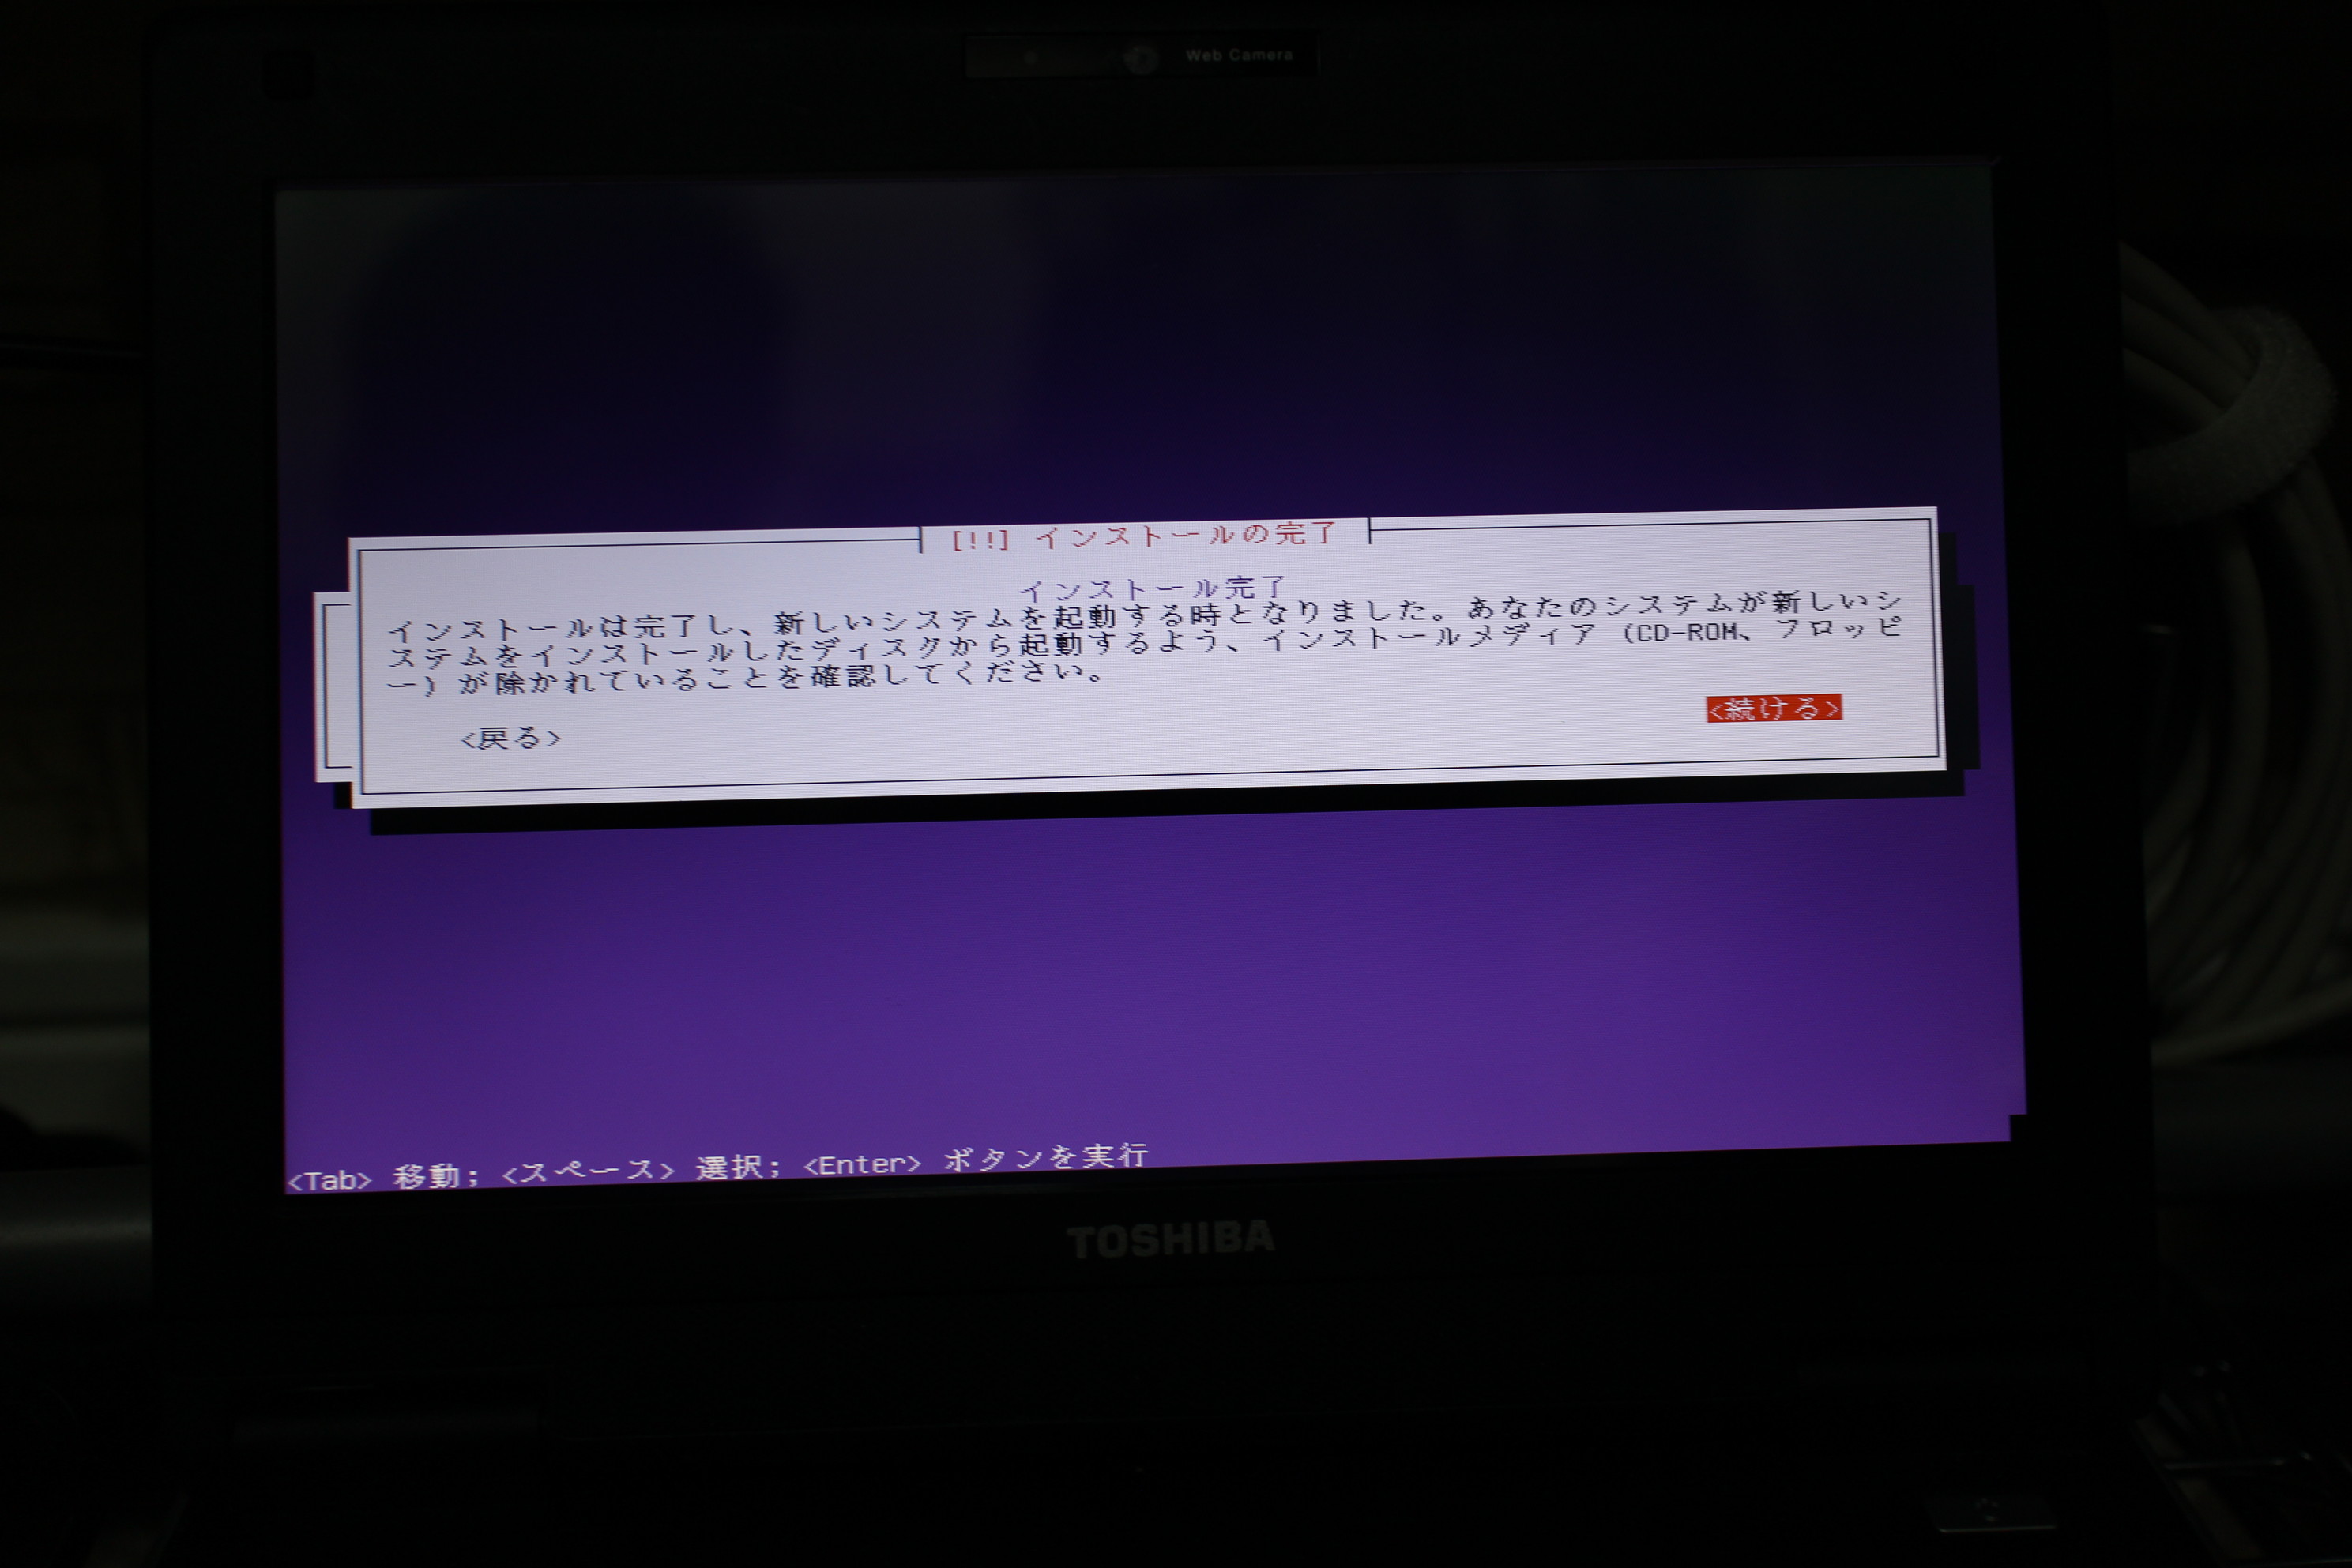 Web Camera
[!!] インストールの完了
インストール完了
インストールは完了し、新しいシステムを起動する時となりました。あなたのシステムが新しいシ
ステムをインストールしたディスクから起動するよう、インストールメディア (CD-ROM、フロッピ
ー) が除かれていることを確認してください。
<続ける>
<戻る>
<Tab> 移動; <スペース> 選択; <Enter> ボタンを実行
TOSHIBA